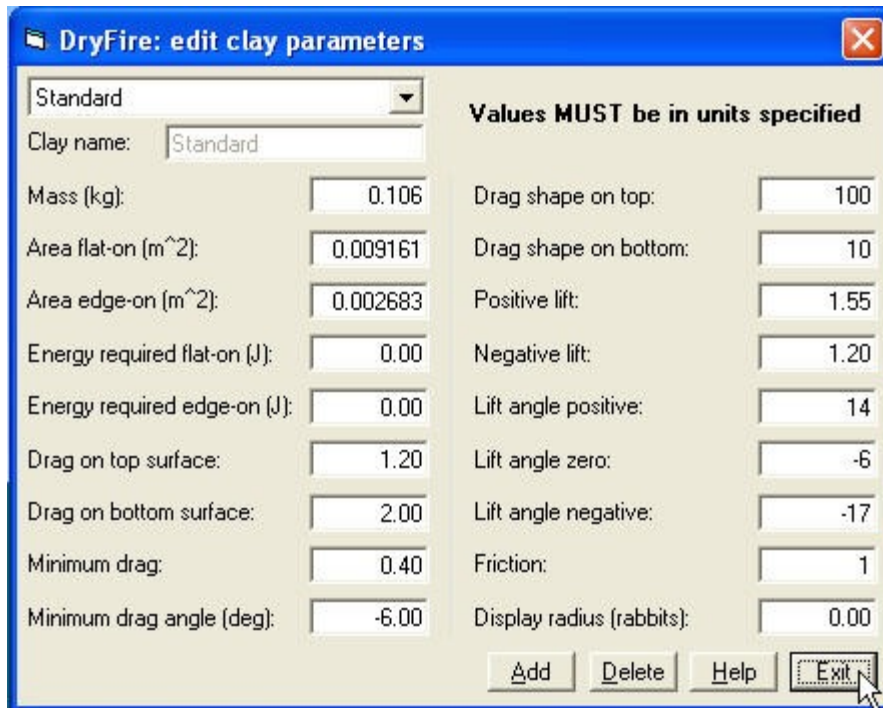 DryFire: edit clay parameters
Standard
Values MUST be in units specified
Clay name: Standard
Mass (kg): 0.106
Area flat-on (m^2): 0.009161
Area edge-on (m^2): 0.002683
Energy required flat-on (J): 0.00
Energy required edge-on (J): 0.00
Drag on top surface: 1.20
Drag on bottom surface: 2.00
Minimum drag: 0.40
Minimum drag angle (deg): -6.00
Drag shape on top: 100
Drag shape on bottom: 10
Positive lift: 1.55
Negative lift: 1.20
Lift angle positive: 14
Lift angle zero: -6
Lift angle negative: -17
Friction: 1
Display radius (rabbits): 0.00
Add Delete Help Exit